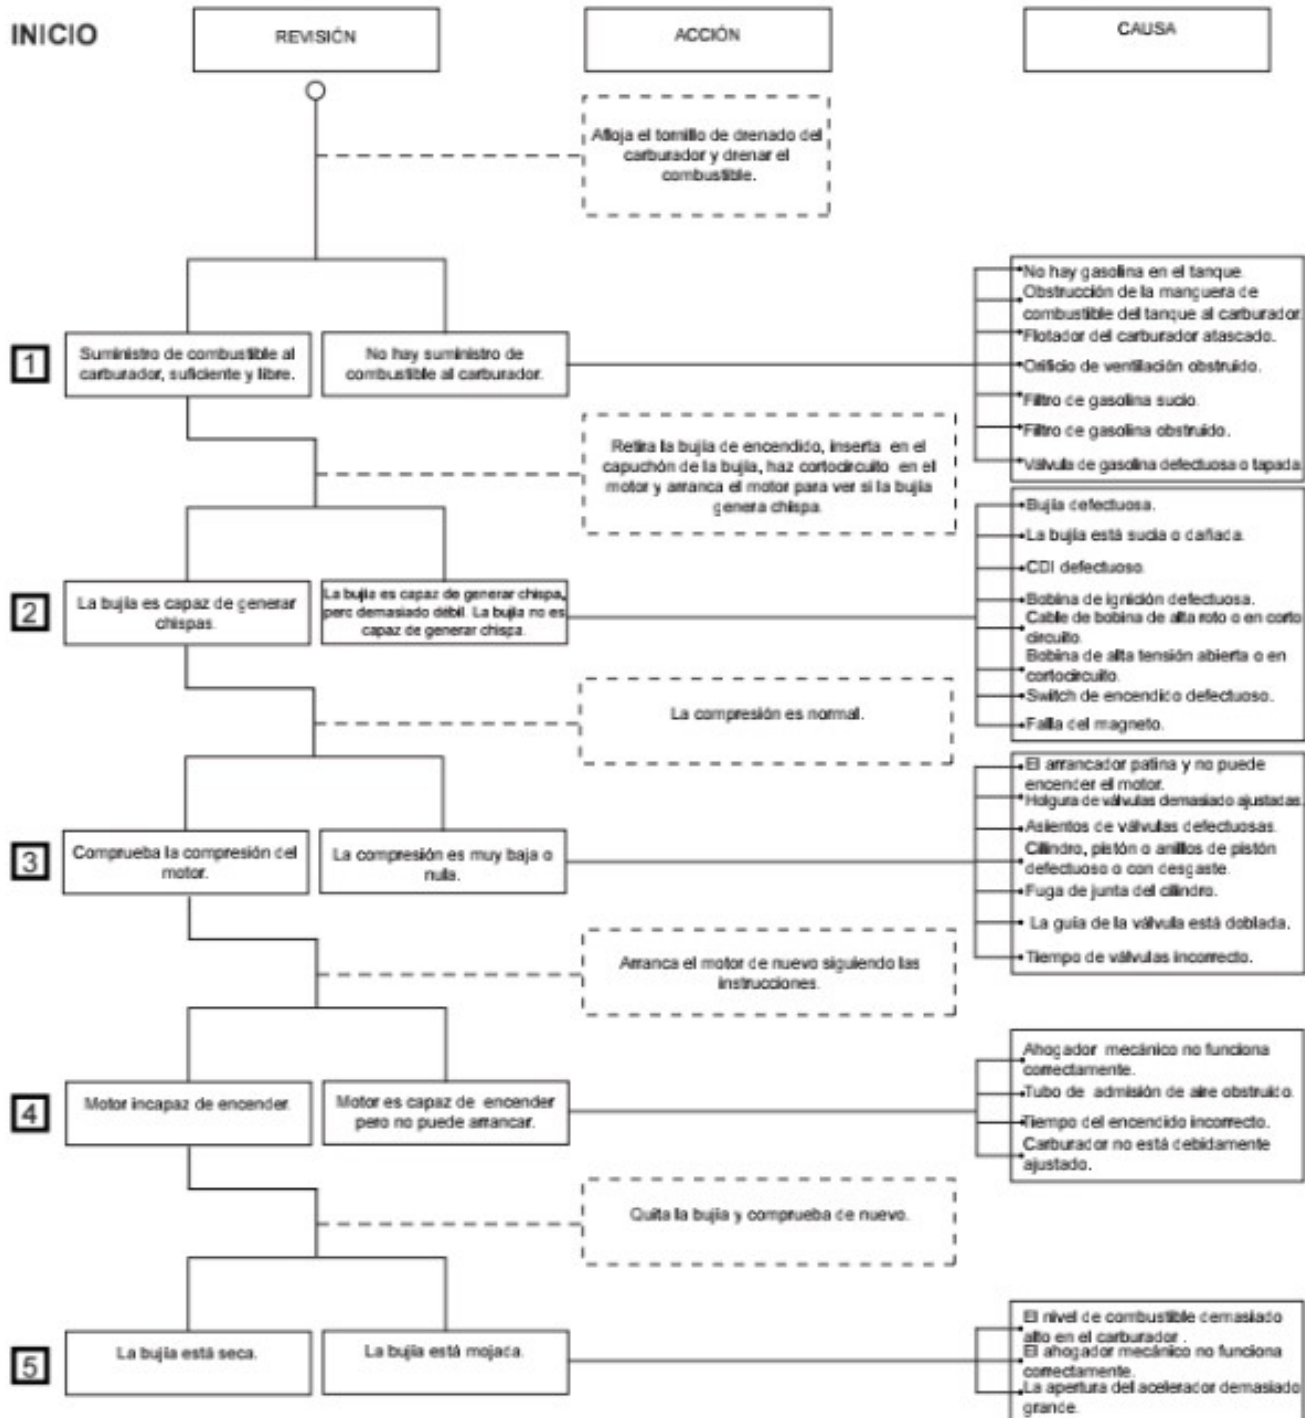 INICIO
REVISIÓN
ACCIÓN
CAUSA
Afloja el tornillo de drenado del
carburador y drenar el
combustible.
1
Suministro de combustible al
carburador, suficiente y libre.
No hay suministro de
combustible al carburador.
No hay gasolina en el tanque.
Obstrucción de la manguera de
combustible del tanque al carburador.
Flotador del carburador atascado.
Orificio de ventilación obstruido.
Filtro de gasolina sucio.
Filtro de gasolina obstruido.
Válvula de gasolina defectuosa o tapada.
Retira la bujía de encendido, inserta en el
capuchón de la bujía, haz cortocircuito en el
motor y arranca el motor para ver si la bujía
genera chispa.
2
La bujía es capaz de generar
chispas.
La bujía es capaz de generar chispa,
pero demasiado débil. La bujía no es
capaz de generar chispa.
Bujía defectuosa.
La bujía está sucia o dañada.
CDI defectuoso.
Bobina de ignición defectuosa.
Cable de bobina de alta roto o en corto
circuito.
Bobina de alta tensión abierta o en
cortocircuito.
Switch de encendido defectuoso.
Falla del magneto.
La compresión es normal.
3
Comprueba la compresión del
motor.
La compresión es muy baja o
nula.
El arrancador patina y no puede
encender el motor.
Holgura de válvulas demasiado ajustadas.
Asientos de válvulas defectuosas.
Cilindro, pistón o anillos de pistón
defectuoso o con desgaste.
Fuga de junta del cilindro.
La guía de la válvula está doblada.
Tiempo de válvulas incorrecto.
Arranca el motor de nuevo siguiendo las
instrucciones.
4
Motor incapaz de encender.
Motor es capaz de encender
pero no puede arrancar.
Ahogador mecánico no funciona
correctamente.
Tubo de admisión de aire obstruido.
Tiempo del encendido incorrecto.
Carburador no está debidamente
ajustado.
Quita la bujía y comprueba de nuevo.
5
La bujía está seca.
La bujía está mojada.
El nivel de combustible demasiado
alto en el carburador .
El ahogador mecánico no funciona
correctamente.
La apertura del acelerador demasiado
grande.